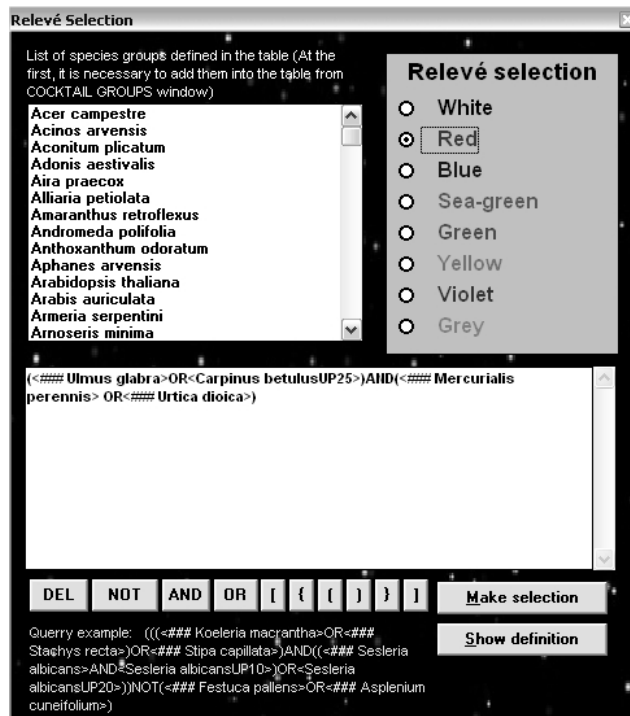 Relevé Selection
List of species groups defined in the table (At the
first, it is necessary to add them into the table from
COCKTAIL GROUPS window)
Acer campestre
Acinos arvensis
Aconitum plicatum
Adonis aestivalis
Aira praecox
Alliaria petiolata
Amaranthus retroflexus
Andromeda polifolia
Anthoxanthum odoratum
Aphanes arvensis
Arabidopsis thaliana
Arabis auriculata
Armeria serpentini
Arnoseris minima
Relevé selection
White
Red
Blue
Sea-green
Green
Yellow
Violet
Grey
(<### Ulmus glabra>OR<Carpinus betulusUP25>)AND(<### Mercurialis
perennis> OR<### Urtica dioica>)
DEL NOT AND OR [ { ( ) } ] Make selection
Show definition
Querry example: (((<### Koeleria macrantha>OR<###
Stachys recta>)OR<### Stipa capillata>)AND((<### Sesleria
albicans>AND<Sesleria albicansUP10>)OR<Sesleria
albicansUP20>))NOT(<### Festuca pallens>OR<### Asplenium
cuneifolium>)